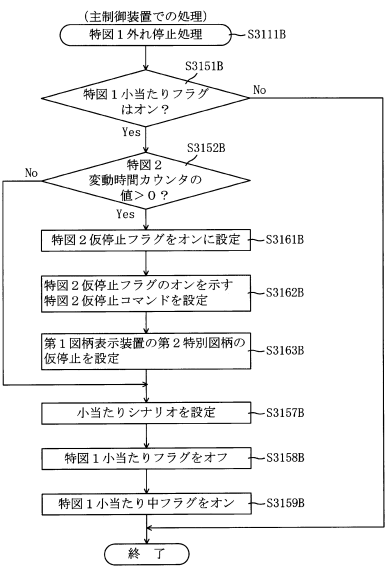 (主制御装置での処理)
特図1外れ停止処理
S3111B
S3151B
特図1小当たりフラグ
はオン?
No
Yes
S3152B
特図2
変動時間カウンタの
値>0?
No
Yes
特図2仮停止フラグをオンに設定
S3161B
特図2仮停止フラグのオンを示す
特図2仮停止コマンドを設定
S3162B
第1図柄表示装置の第2特別図柄の
仮停止を設定
S3163B
小当たりシナリオを設定
S3157B
特図1小当たりフラグをオフ
S3158B
特図1小当たり中フラグをオン
S3159B
終 了